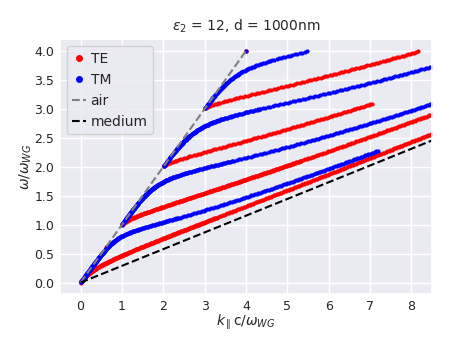 ε₂ = 12, d = 1000nm
TE
TM
air
medium
ω/ω_WG
4.0
3.5
3.0
2.5
2.0
1.5
1.0
0.5
0.0
0 1 2 3 4 5 6 7 8
k_∥ c/ω_WG